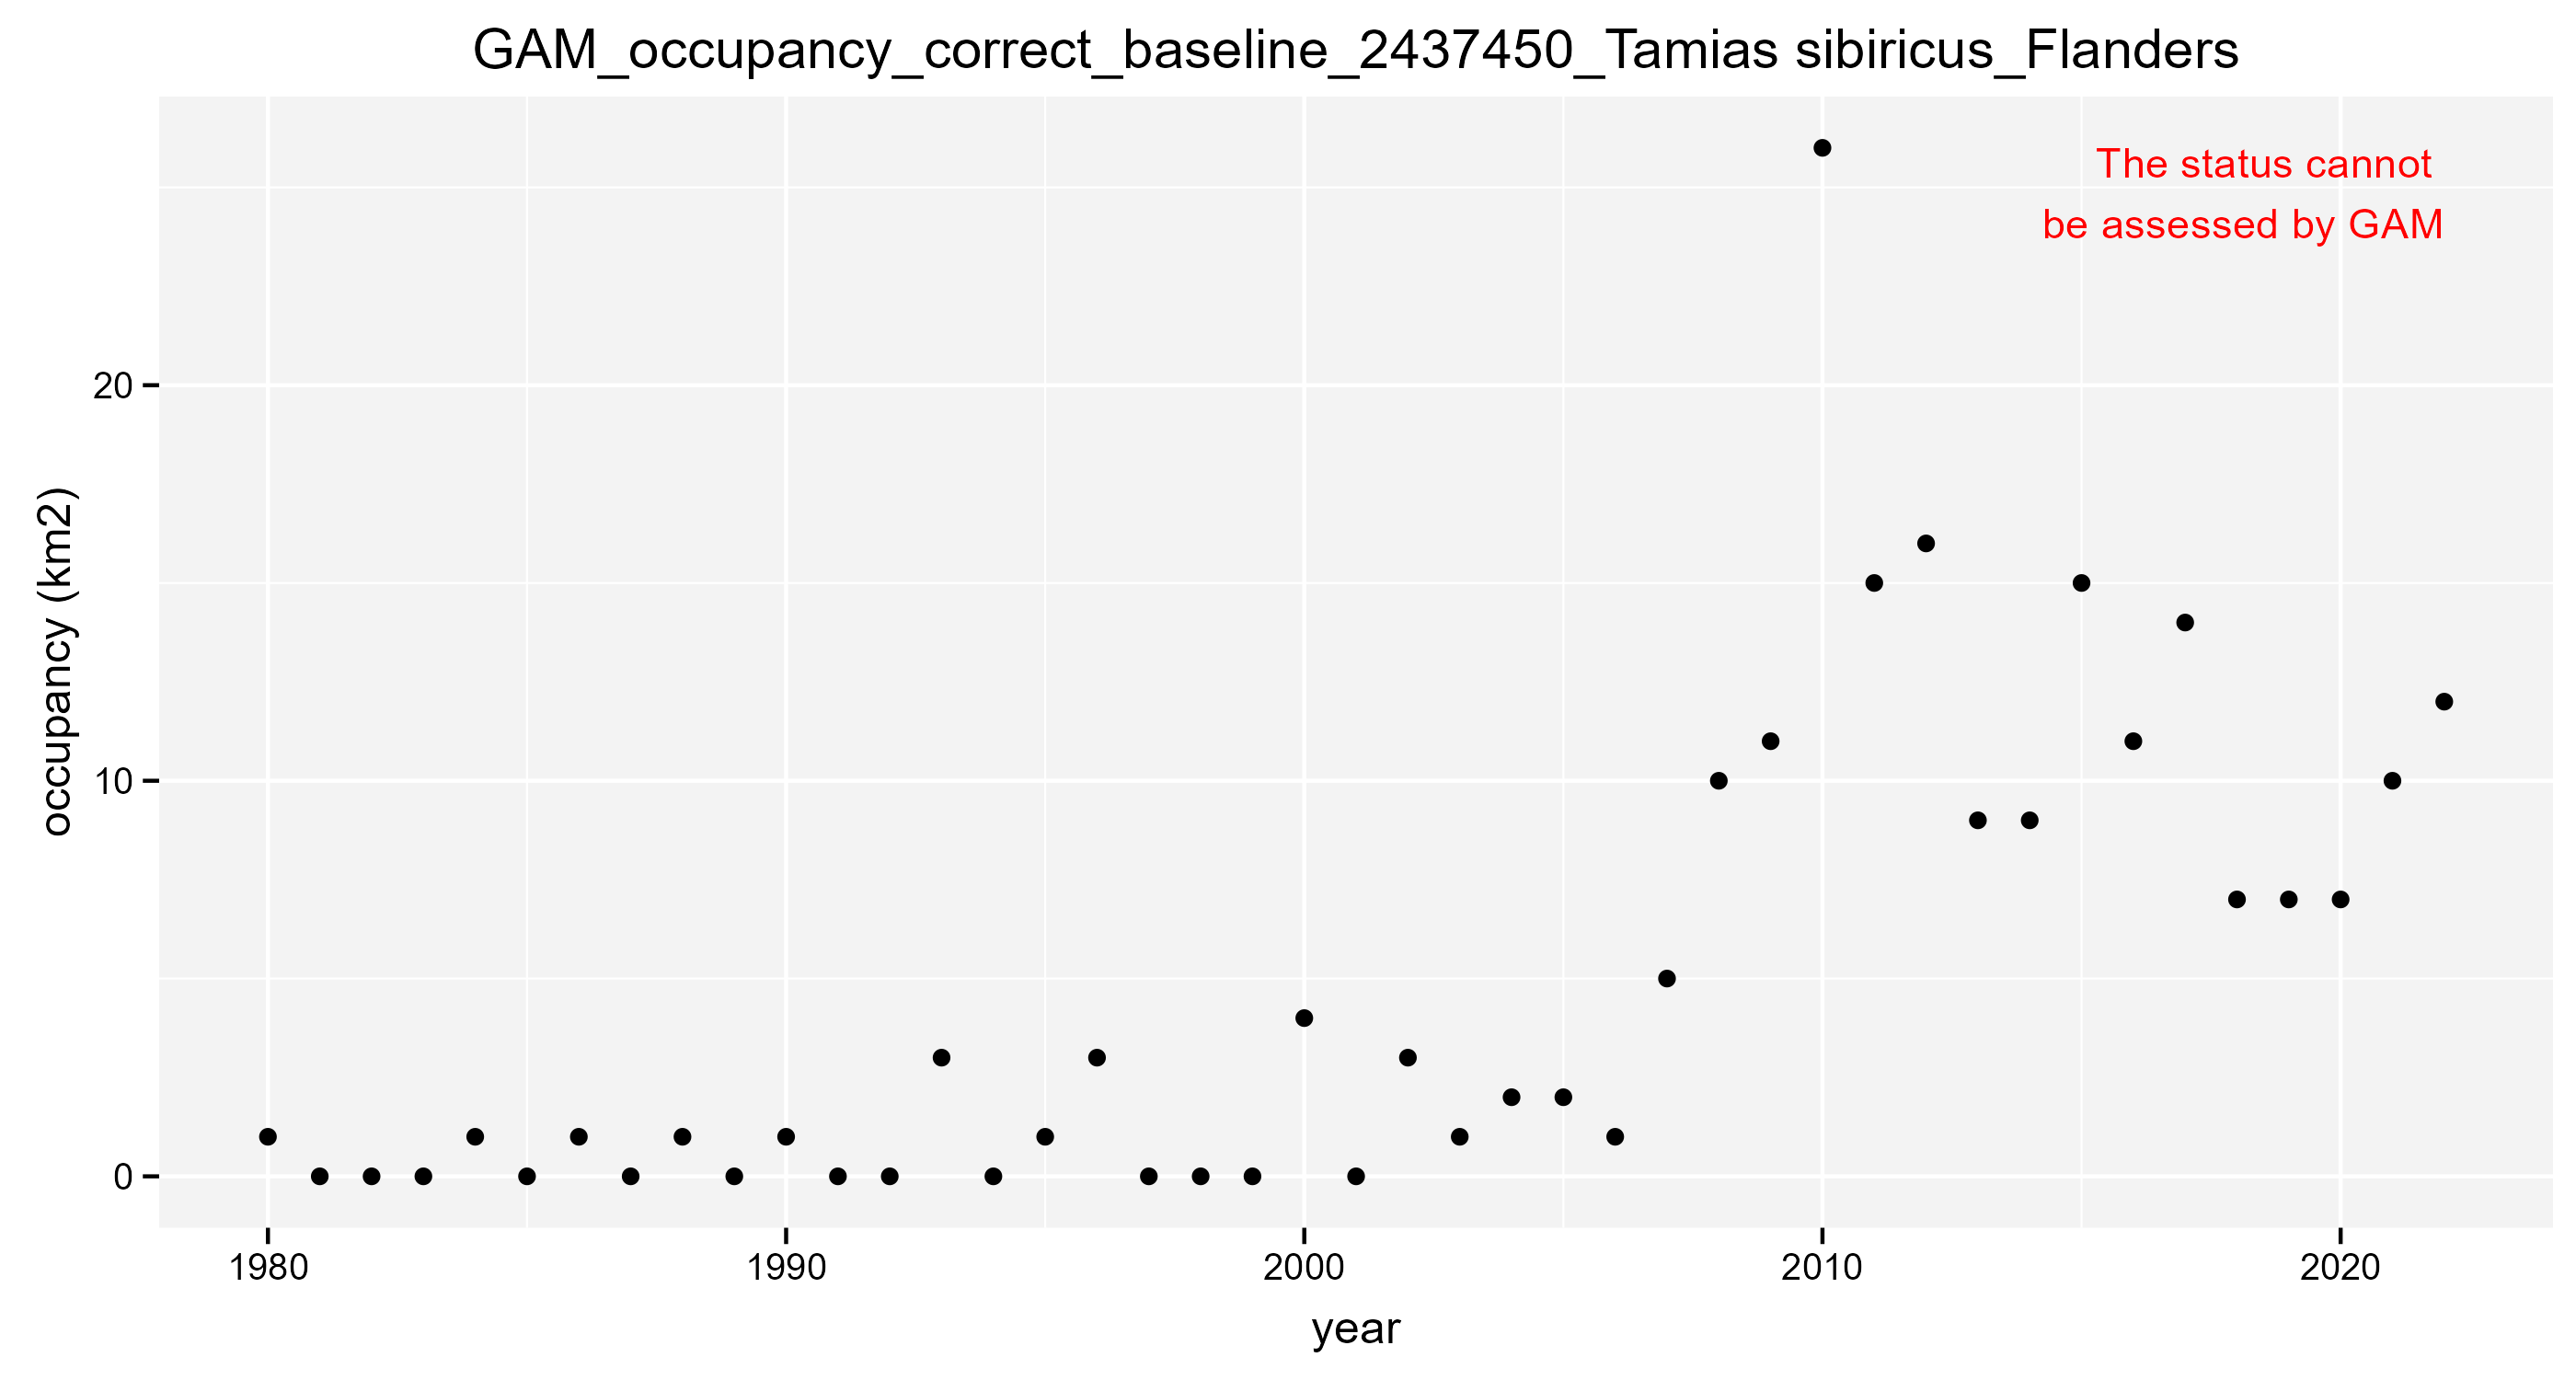 GAM_occupancy_correct_baseline_2437450_Tamias sibiricus_Flanders
The status cannot
be assessed by GAM
occupancy (km2)
20
10
0
1980
1990
2000
2010
2020
year